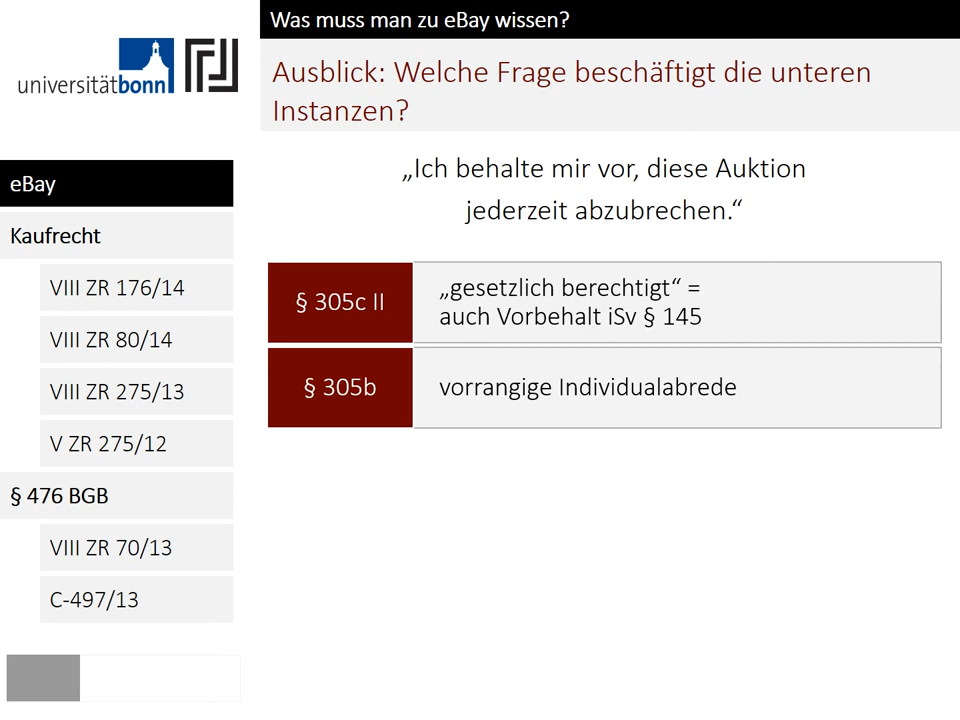 Was muss man zu eBay wissen?
Ausblick: Welche Frage beschäftigt die unteren
Instanzen?
universitätbonn
eBay
Kaufrecht
VIII ZR 176/14
VIII ZR 80/14
VIII ZR 275/13
V ZR 275/12
§ 476 BGB
VIII ZR 70/13
C-497/13
„Ich behalte mir vor, diese Auktion
jederzeit abzubrechen.“
§ 305c II
„gesetzlich berechtigt“ =
auch Vorbehalt iSv § 145
§ 305b
vorrangige Individualabrede